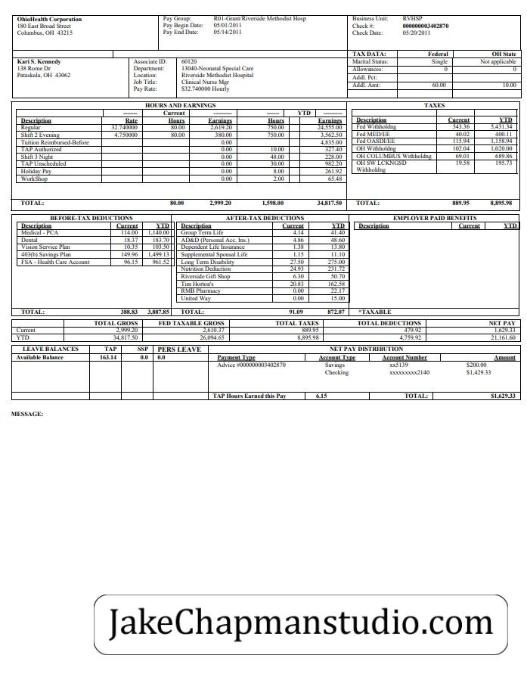 OhioHealth Corporation Pay Group: R01-Grant/Riverside Methodist Hosp Business Unit: RVHSP
180 East Broad Street Pay Begin Date: 05/01/2011 Check #: 000000003402870
Columbus, OH 43215 Pay End Date: 05/14/2011 Check Date: 05/20/2011
TAX DATA: Federal OH State
Kari S. Kennedy Associate ID: 60120 Marital Status: Single Not applicable
138 Rome Dr Department: 13040-Neonatal Special Care Allowances: 0 0
Pataskala, OH 43062 Location: Riverside Methodist Hospital Addl. Pct:
Job Title: Clinical Nurse Mgr Addl. Amt: 60.00 10.00
Pay Rate: $32.740000 Hourly
HOURS AND EARNINGS TAXES
Current YTD
Description Rate Hours Earnings Hours Earnings Description Current YTD
Regular 32.740000 80.00 2,619.20 750.00 24,555.00 Fed Withholdng 543.36 5,431.34
Shift 2 Evening 4.750000 80.00 380.00 750.00 3,562.50 Fed MED/EE 40.02 400.11
Tuition Reimbursed-Before 0.00 4,835.00 Fed OASDI/EE 115.94 1,158.94
TAP Authorized 0.00 10.00 327.40 OH Withholdng 102.04 1,020.00
Shift 3 Night 0.00 48.00 228.00 OH COLUMBUS Withholdng 69.01 689.86
TAP Unscheduled 0.00 30.00 982.20 OH SW LCKNGSD 19.58 195.73
Holiday Pay 0.00 8.00 261.92 Withholdng
WorkShop 0.00 2.00 65.48
TOTAL: 80.00 2,999.20 1,598.00 34,817.50 TOTAL: 889.95 8,895.98
BEFORE-TAX DEDUCTIONS AFTER-TAX DEDUCTIONS EMPLOYER PAID BENEFITS
Description Current YTD Description Current YTD Description Current YTD
Medical - PCA 114.00 1,140.00 Group Term Life 4.14 41.40
Dental 18.37 183.70 AD&D (Personal Acc. Ins.) 4.86 48.60
Vision Service Plan 10.35 103.50 Dependent Life Insurance 1.38 13.80
403(b) Savings Plan 149.96 1,499.13 Supplemental Spousal Life 1.15 11.10
FSA - Health Care Account 96.15 961.52 Long Term Disability 27.50 275.00
Nutrition Deduction 24.93 231.72
Riverside Gift Shop 6.30 50.70
Tim Horton's 20.83 162.58
RMB Pharmacy 0.00 22.17
United Way 0.00 15.00
TOTAL: 388.83 3,887.85 TOTAL: 91.09 872.07 *TAXABLE
TOTAL GROSS FED TAXABLE GROSS TOTAL TAXES TOTAL DEDUCTIONS NET PAY
Current 2,999.20 2,610.37 889.95 479.92 1,629.33
YTD 34,817.50 26,094.65 8,895.98 4,759.92 21,161.60
LEAVE BALANCES TAP SSP PERS LEAVE NET PAY DISTRIBUTION
Available Balance 163.14 0.0 0.0 Payment Type Account Type Account Number Amount
Advice #000000003402870 Savings xx5139 $200.00
Checking xxxxxxxxx2140 $1,429.33
TAP Hours Earned this Pay 6.15 TOTAL: $1,629.33
MESSAGE:
JakeChapmanstudio.com